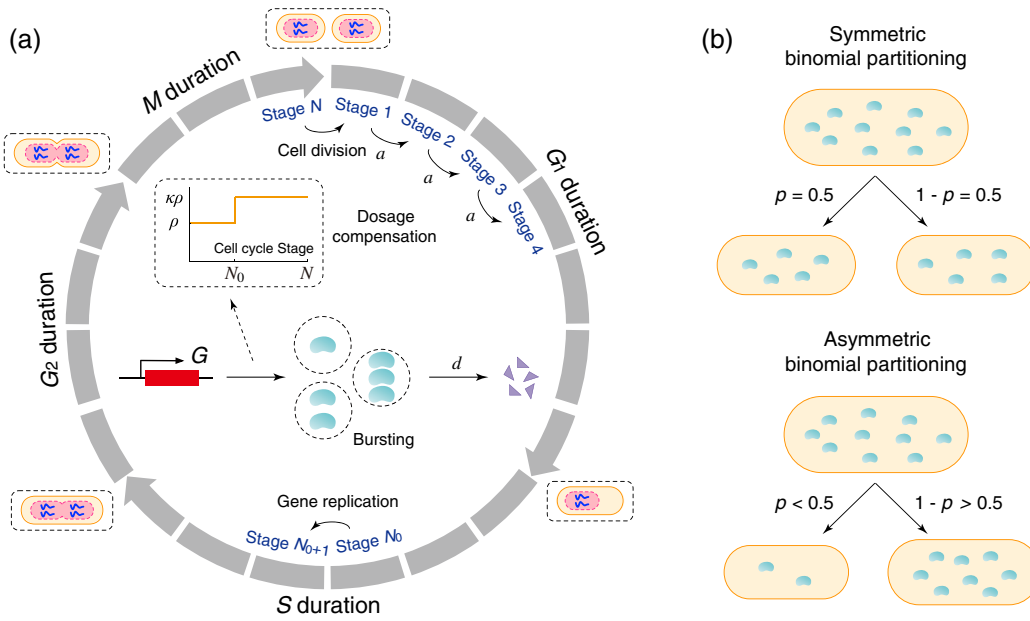 (a)
M duration
Stage N
Stage 1
Stage 2
Stage 3
Stage 4
Cell division
a
a
a
G1 duration
κρ
ρ
Cell cycle Stage
N0
N
Dosage
compensation
G2 duration
G
d
Bursting
Gene replication
Stage N0+1
Stage N0
S duration
(b)
Symmetric
binomial partitioning
p = 0.5
1 - p = 0.5
Asymmetric
binomial partitioning
p < 0.5
1 - p > 0.5